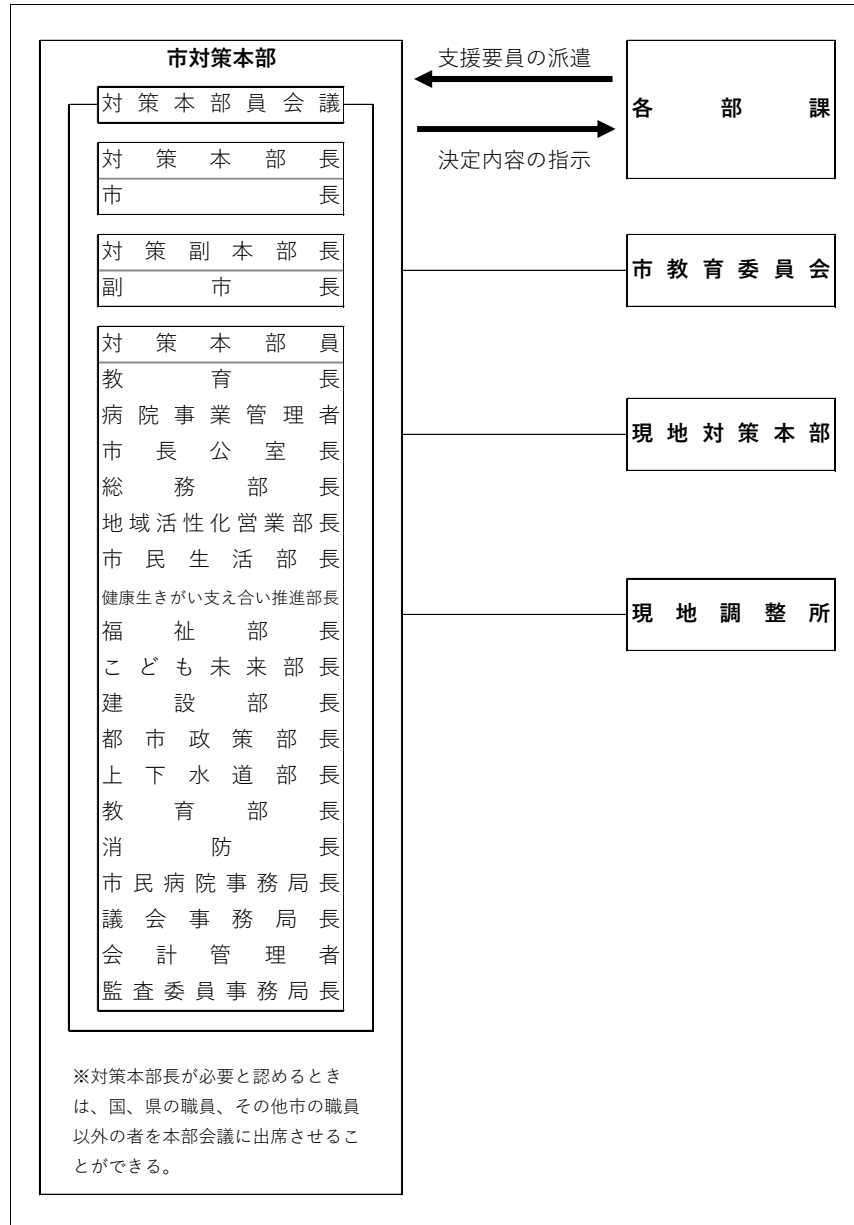 市対策本部
対策本部員会議
対策本部長
市長
対策副本部長
副市長
対策本部員
教育長
病院事業管理者
市長公室長
総務部長
地域活性化営業部長
市民生活部長
健康生きがい支え合い推進部長
福祉部長
こども未来部長
建設部長
都市政策部長
上下水道部長
教育部長
消防長
市民病院事務局長
議会事務局長
会計管理者
監査委員事務局長
※対策本部長が必要と認めるとき
は、国、県の職員、その他市の職員
以外の者を本部会議に出席させるこ
とができる。
支援要員の派遣
決定内容の指示
各部課
市教育委員会
現地対策本部
現地調整所